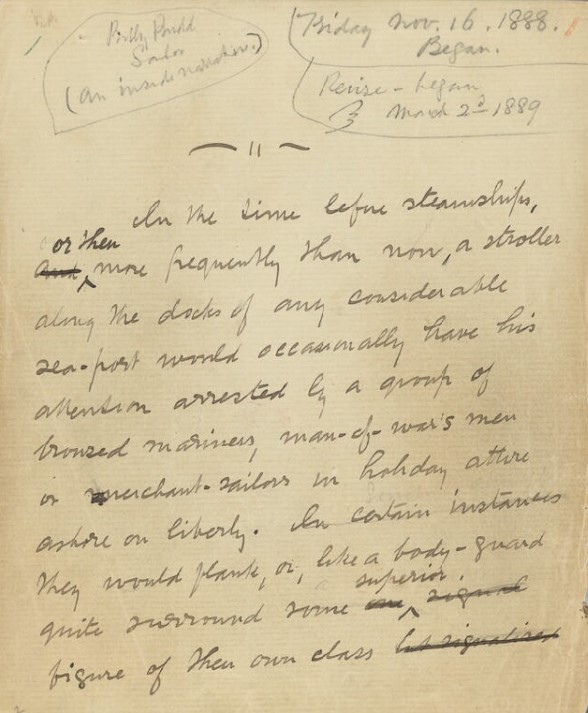 Billy Budd
Sailor
(An inside narrative.)
Friday Nov. 16. 1888.
Began.
Revise - began
March 2d 1889
In the time before steamships,
or then
and more frequently than now, a stroller
along the docks of any considerable
sea-port would occasionally have his
attention arrested by a group of
bronzed mariners, man-of-war's men
or merchant-sailors in holiday attire
ashore on liberty. In certain instances
they would flank, or, like a body-guard
superior
quite surround some one signal
figure of their own class but signalized